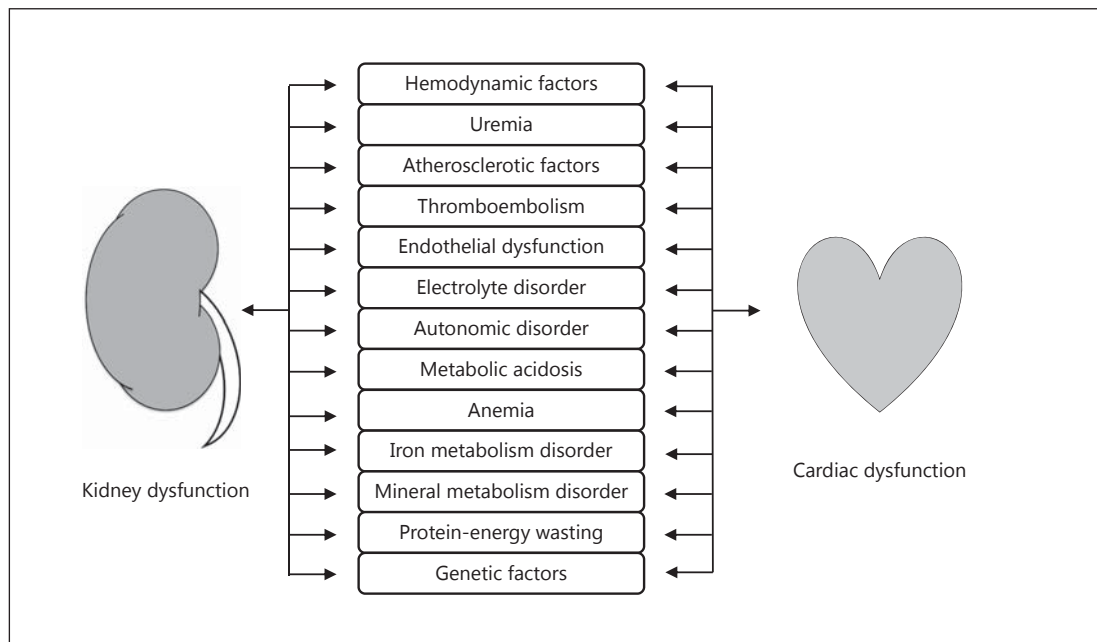 Hemodynamic factors
Uremia
Atherosclerotic factors
Thromboembolism
Endothelial dysfunction
Electrolyte disorder
Autonomic disorder
Metabolic acidosis
Anemia
Iron metabolism disorder
Mineral metabolism disorder
Protein-energy wasting
Genetic factors
Kidney dysfunction
Cardiac dysfunction